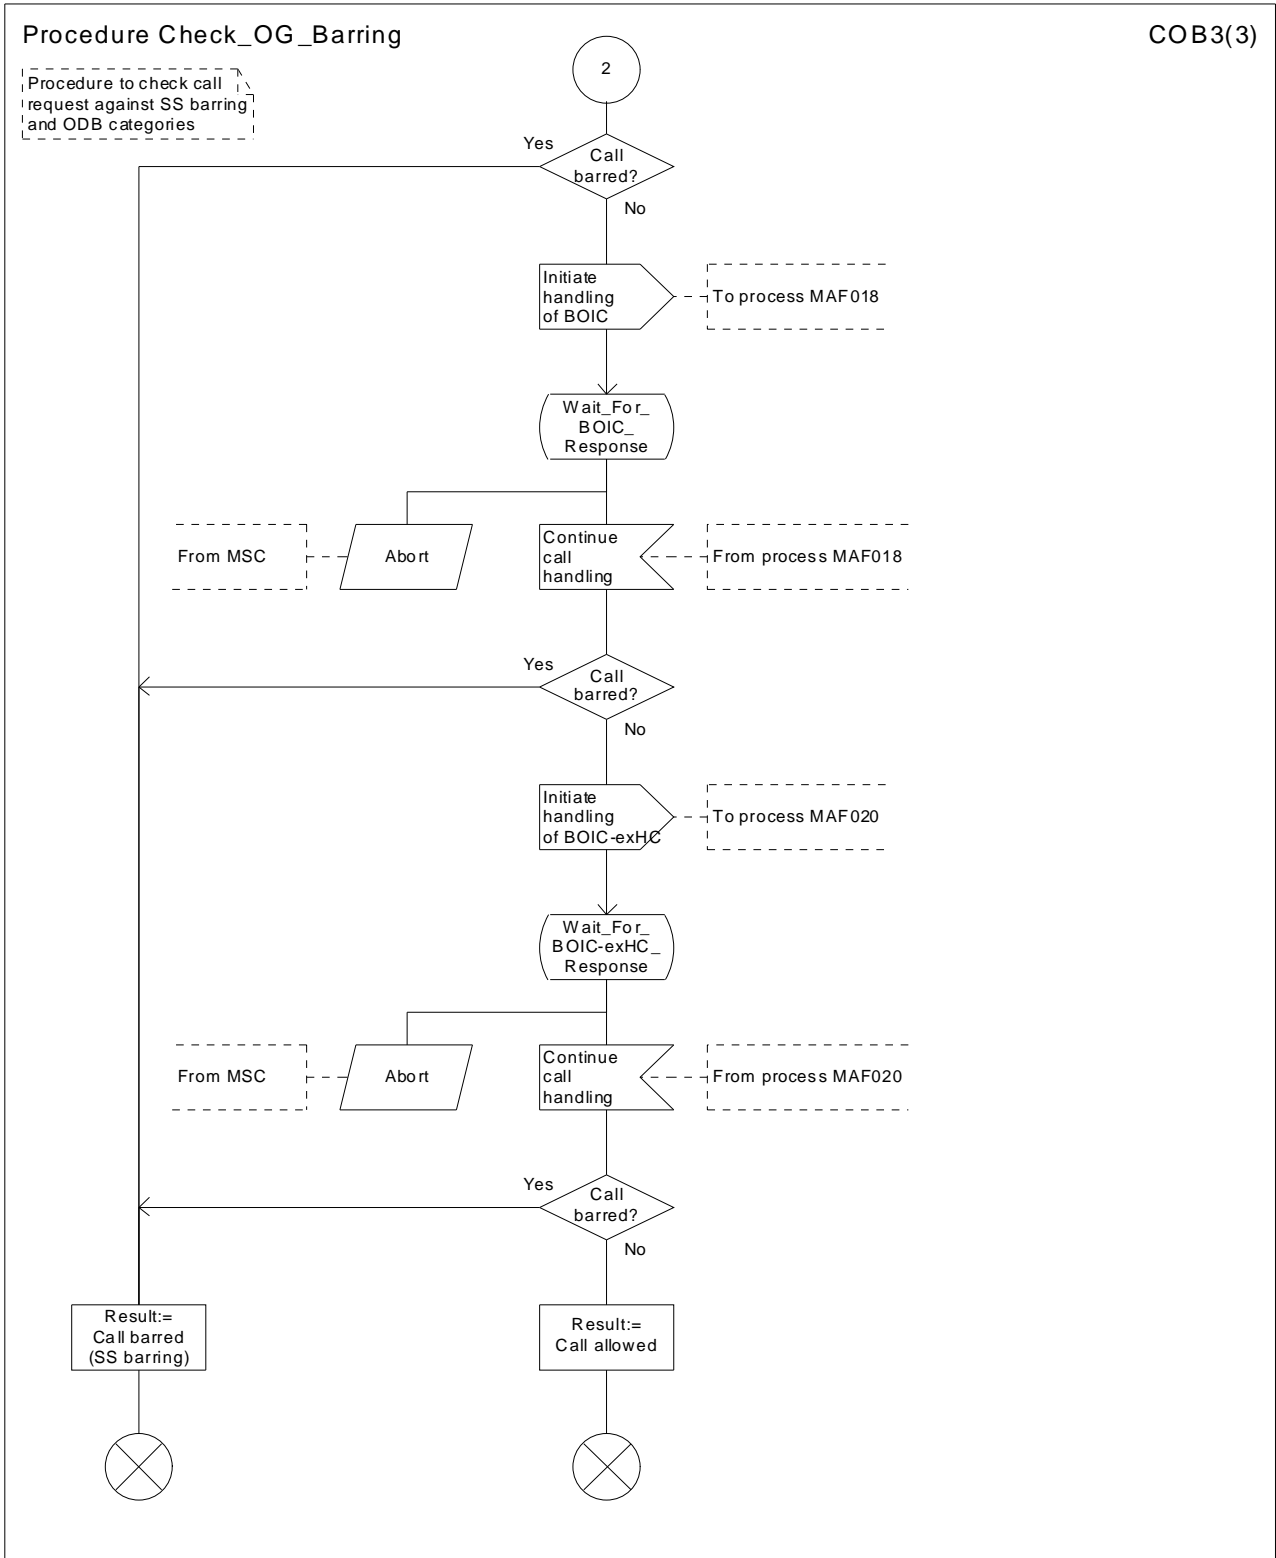 Procedure Check_OG_Barring
COB3(3)
Procedure to check call
request against SS barring
and ODB categories
2
Yes
Call
barred?
No
Initiate
handling
of BOIC
To process MAF018
Wait_For_
BOIC_
Response
From MSC
Abort
Continue
call
handling
From process MAF018
Yes
Call
barred?
No
Initiate
handling
of BOIC-exHC
To process MAF020
Wait_For_
BOIC-exHC_
Response
From MSC
Abort
Continue
call
handling
From process MAF020
Yes
Call
barred?
No
Result:=
Call barred
(SS barring)
Result:=
Call allowed